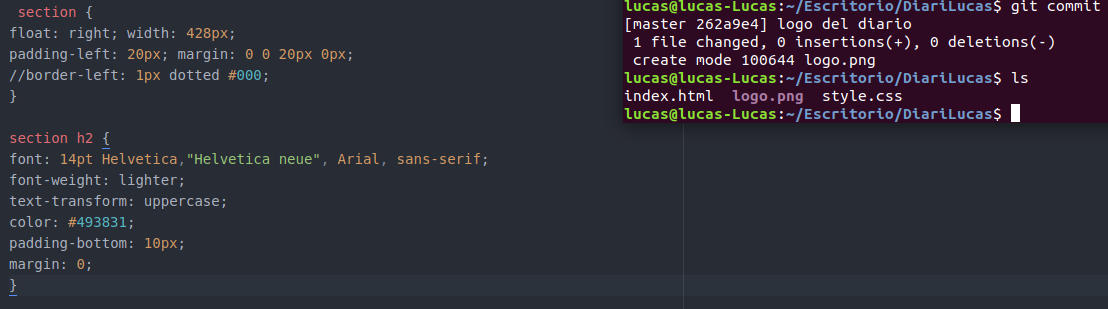 section {
float: right; width: 428px;
padding-left: 20px; margin: 0 0 20px 0px;
//border-left: 1px dotted #000;
}
section h2 {
font: 14pt Helvetica,"Helvetica neue", Arial, sans-serif;
font-weight: lighter;
text-transform: uppercase;
color: #493831;
padding-bottom: 10px;
margin: 0;
}
lucas@lucas-Lucas:~/Escritorio/DiariLucas$ git commit
[master 262a9e4] logo del diario
1 file changed, 0 insertions(+), 0 deletions(-)
create mode 100644 logo.png
lucas@lucas-Lucas:~/Escritorio/DiariLucas$ ls
index.html logo.png style.css
lucas@lucas-Lucas:~/Escritorio/DiariLucas$